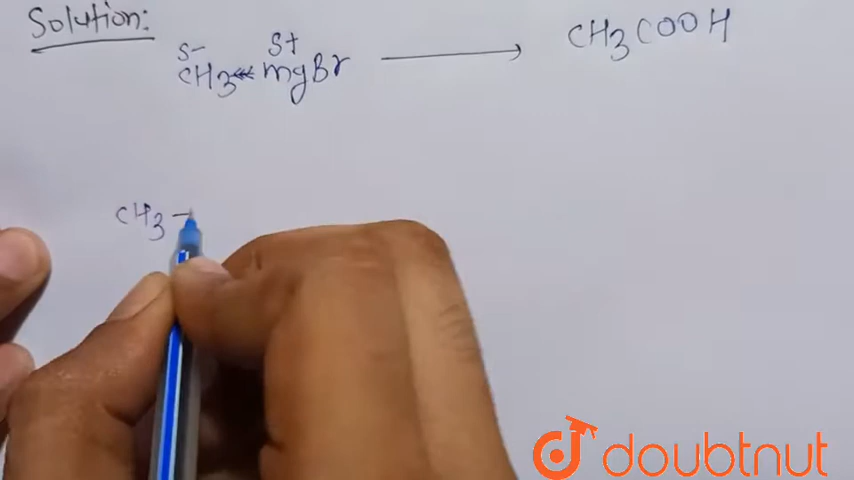 Solution:
S- S+
CH3 mgBr → CH3COOH
CH3 -
doubtnut